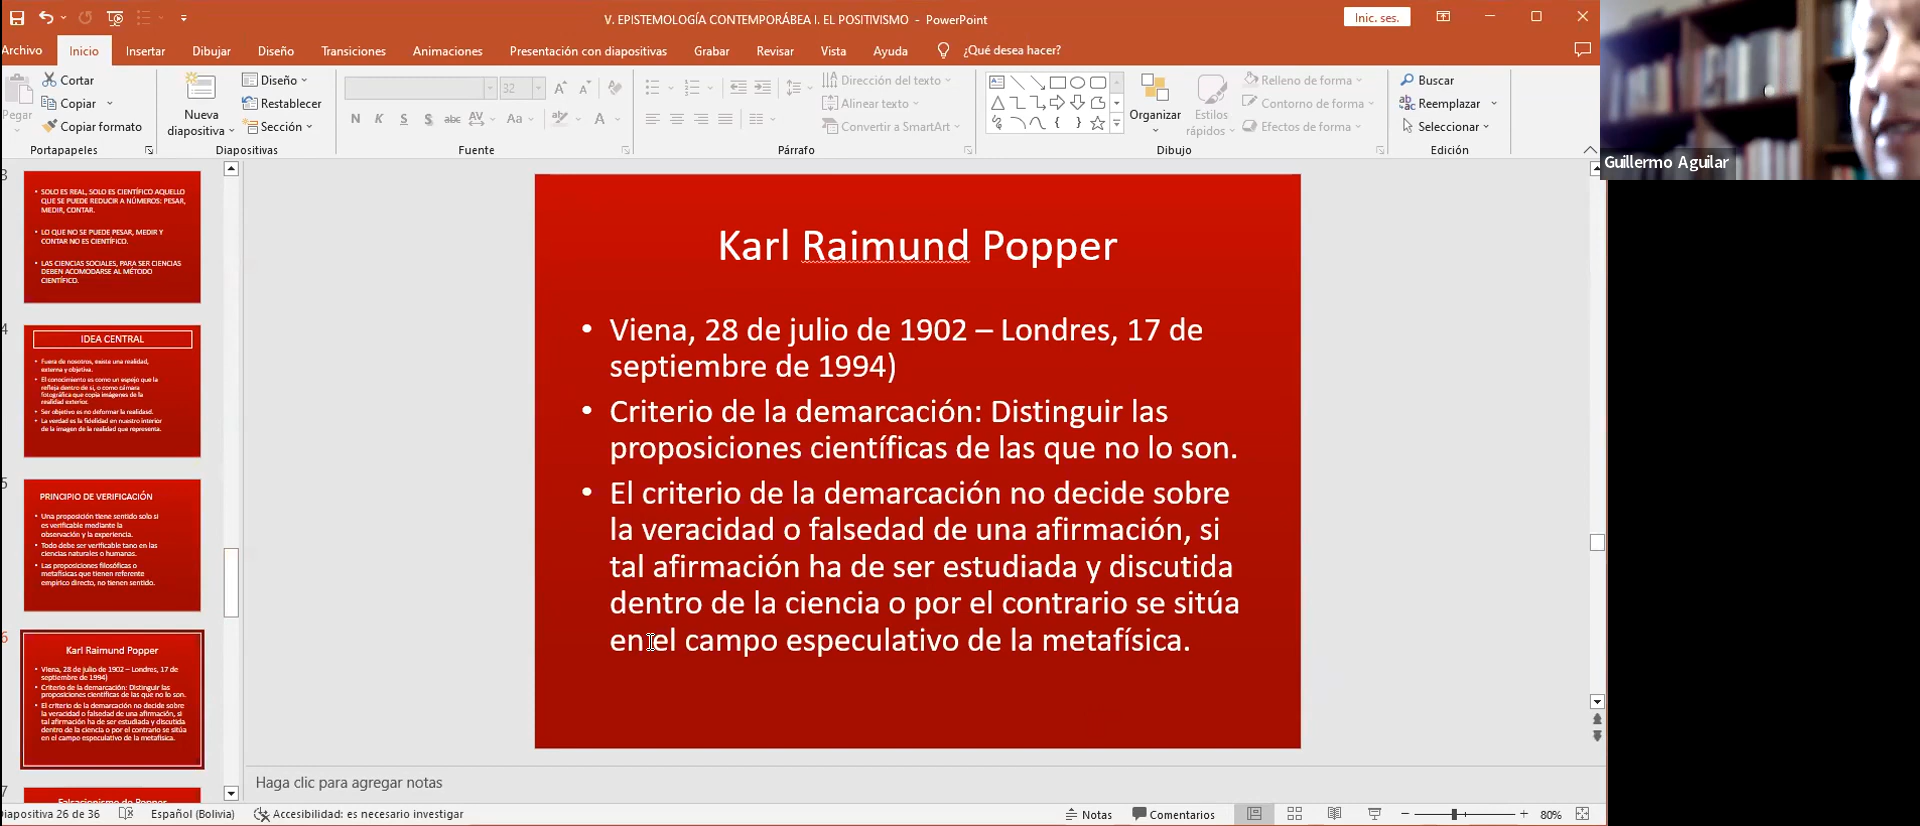 V. EPISTEMOLOGÍA CONTEMPORÁBEA I. EL POSITIVISMO - PowerPoint
Inic. ses.
Archivo Inicio Insertar Dibujar Diseño Transiciones Animaciones Presentación con diapositivas Grabar Revisar Vista Ayuda ¿Qué desea hacer?
Pegar
Cortar
Copiar
Copiar formato
Portapapeles
Nueva
diapositiva
Diseño
Restablecer
Sección
Diapositivas
32
N K S S abc AV Aa A
Fuente
Dirección del texto
Alinear texto
Convertir a SmartArt
Párrafo
Organizar
Estilos
rápidos
Relleno de forma
Contorno de forma
Efectos de forma
Dibujo
Buscar
Reemplazar
Seleccionar
Edición
Guillermo Aguilar
3
• SOLO ES REAL, SOLO ES CIENTÍFICO AQUELLO
QUE SE PUEDE REDUCIR A NÚMEROS: PESAR,
MEDIR, CONTAR.
• LO QUE NO SE PUEDE PESAR, MEDIR Y
CONTAR NO ES CIENTÍFICO.
• LAS CIENCIAS SOCIALES, PARA SER CIENCIAS
DEBEN ACOMODARSE AL MÉTODO
CIENTÍFICO.
4
IDEA CENTRAL
• Fuera de nosotros, existe una realidad,
externa y objetiva.
• El conocimiento es como un espejo que la
refleja dentro de sí, o como cámara
fotográfica que copia imágenes de la
realidad exterior.
• Ser objetivo es no deformar la realidad.
• La verdad es la fidelidad en nuestro interior
de la imagen de la realidad que representa.
5
PRINCIPIO DE VERIFICACIÓN
• Una proposición tiene sentido solo si
es verificable mediante la
observación y la experiencia.
• Todo debe ser verificable tano en las
ciencias naturales o humanas.
• Las proposiciones filosóficas o
metafísicas que tienen referente
empírico directo, no tienen sentido.
6
Karl Raimund Popper
• Viena, 28 de julio de 1902 – Londres, 17 de
septiembre de 1994)
• Criterio de la demarcación: Distinguir las
proposiciones científicas de las que no lo son.
• El criterio de la demarcación no decide sobre
la veracidad o falsedad de una afirmación, si
tal afirmación ha de ser estudiada y discutida
dentro de la ciencia o por el contrario se sitúa
en el campo especulativo de la metafísica.
7
Falsacionismo de Popper
Karl Raimund Popper
• Viena, 28 de julio de 1902 – Londres, 17 de
septiembre de 1994)
• Criterio de la demarcación: Distinguir las
proposiciones científicas de las que no lo son.
• El criterio de la demarcación no decide sobre
la veracidad o falsedad de una afirmación, si
tal afirmación ha de ser estudiada y discutida
dentro de la ciencia o por el contrario se sitúa
en el campo especulativo de la metafísica.
Haga clic para agregar notas
Diapositiva 26 de 36 Español (Bolivia) Accesibilidad: es necesario investigar Notas Comentarios 80%